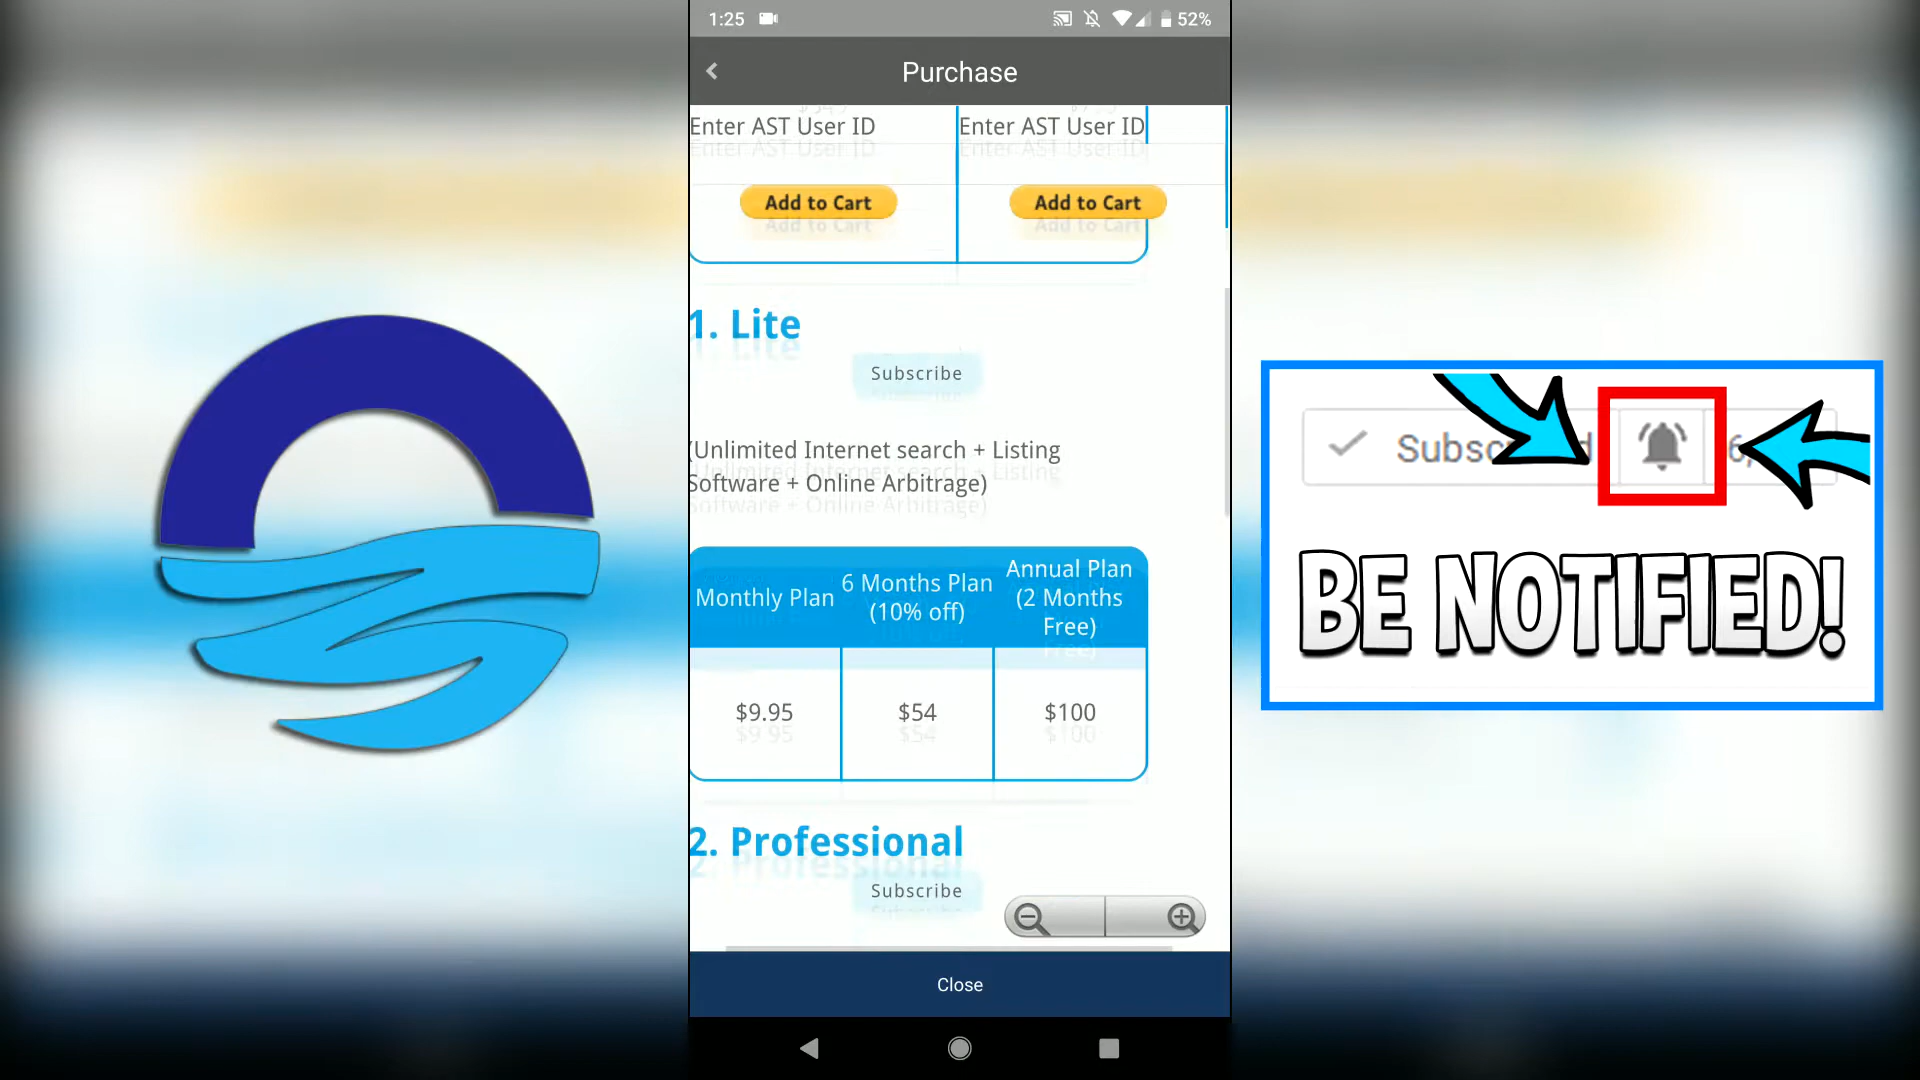 1:25
52%
Purchase
Enter AST User ID
Enter AST User ID
Add to Cart
Add to Cart
1. Lite
Subscribe
(Unlimited Internet search + Listing
Software + Online Arbitrage)
Monthly Plan
6 Months Plan
(10% off)
Annual Plan
(2 Months
Free)
$9.95
$54
$100
2. Professional
Subscribe
Close
BE NOTIFIED!